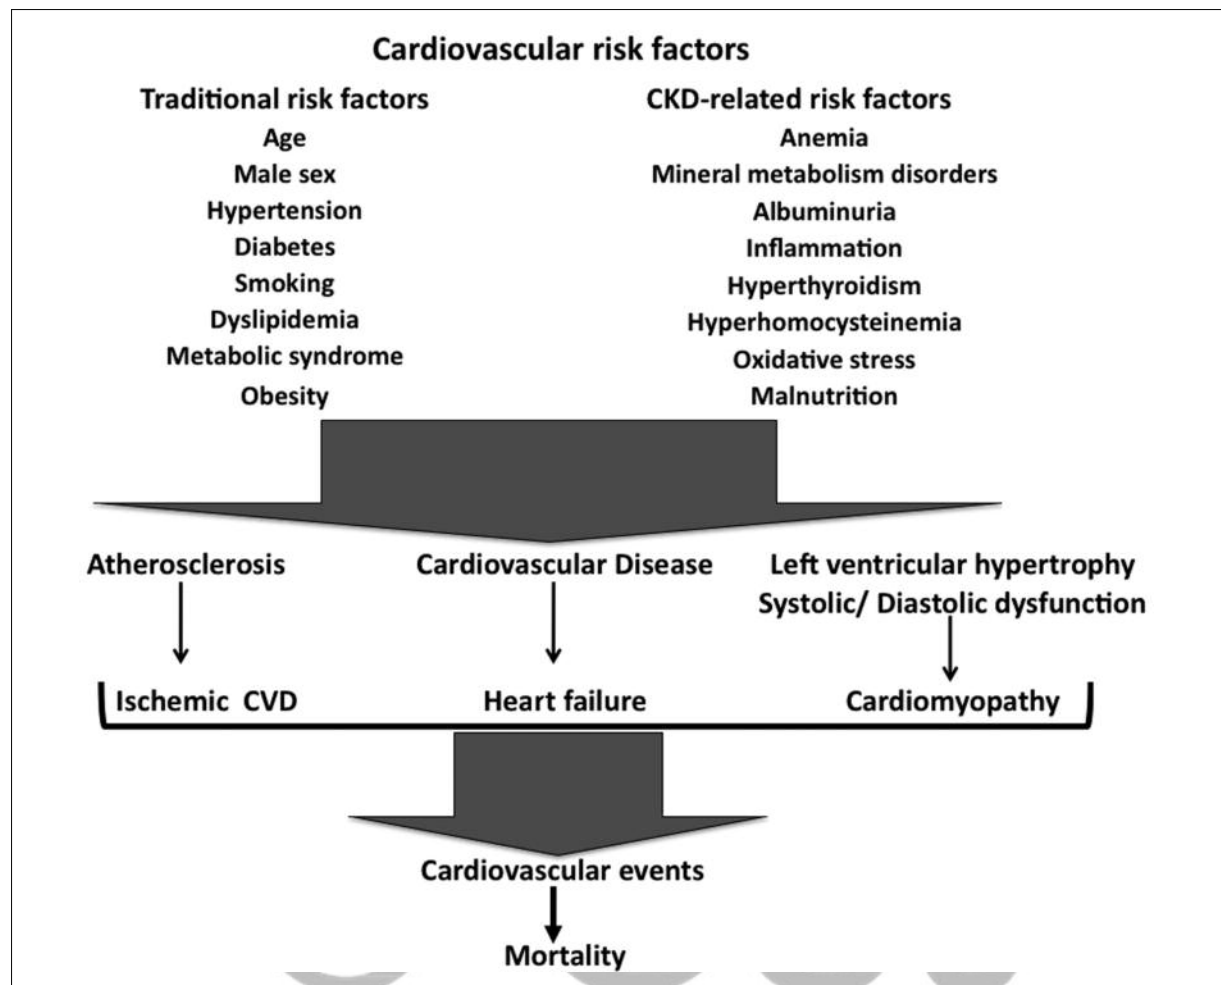 Cardiovascular risk factors
Traditional risk factors
Age
Male sex
Hypertension
Diabetes
Smoking
Dyslipidemia
Metabolic syndrome
Obesity
CKD-related risk factors
Anemia
Mineral metabolism disorders
Albuminuria
Inflammation
Hyperthyroidism
Hyperhomocysteinemia
Oxidative stress
Malnutrition
Atherosclerosis
Cardiovascular Disease
Left ventricular hypertrophy
Systolic/ Diastolic dysfunction
Ischemic CVD
Heart failure
Cardiomyopathy
Cardiovascular events
Mortality